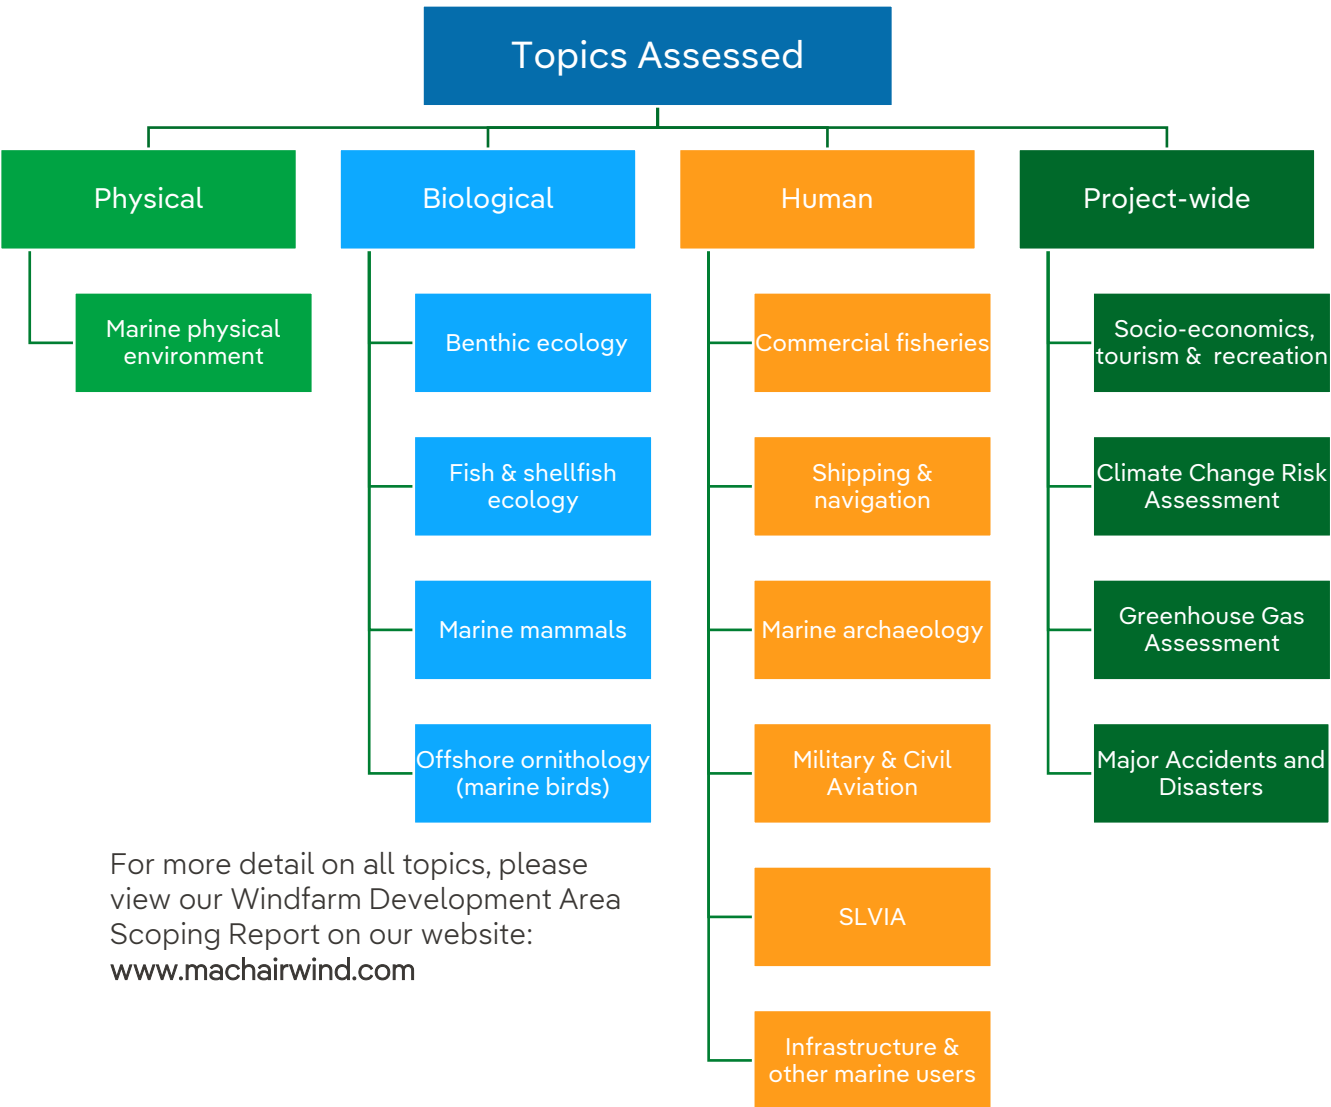 Topics Assessed
Physical
Biological
Human
Project-wide
Marine physical
environment
Benthic ecology
Fish & shellfish
ecology
Marine mammals
Offshore ornithology
(marine birds)
Commercial fisheries
Shipping &
navigation
Marine archaeology
Military & Civil
Aviation
SLVIA
Infrastructure &
other marine users
Socio-economics,
tourism & recreation
Climate Change Risk
Assessment
Greenhouse Gas
Assessment
Major Accidents and
Disasters
For more detail on all topics, please
view our Windfarm Development Area
Scoping Report on our website:
www.machairwind.com